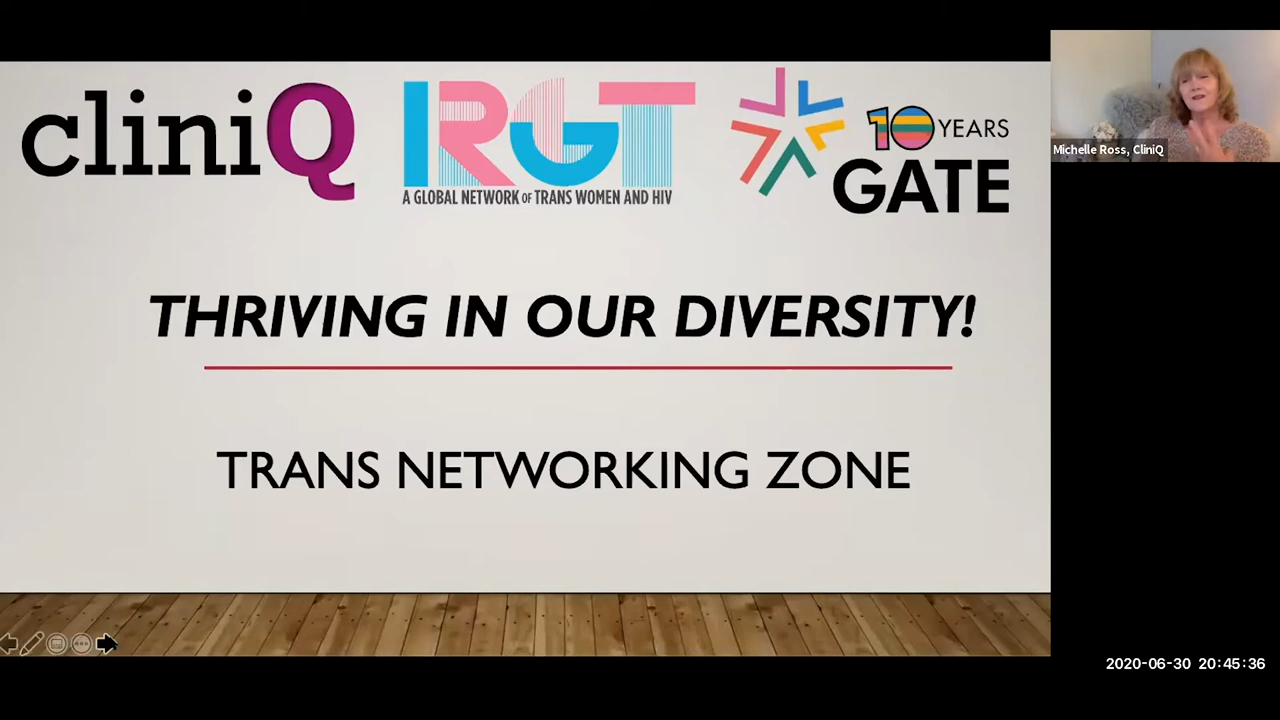 cliniQ
IRGT
A GLOBAL NETWORK OF TRANS WOMEN AND HIV
10 YEARS
GATE
THRIVING IN OUR DIVERSITY!
TRANS NETWORKING ZONE
Michelle Ross, CliniQ
2020-06-30 20:45:36